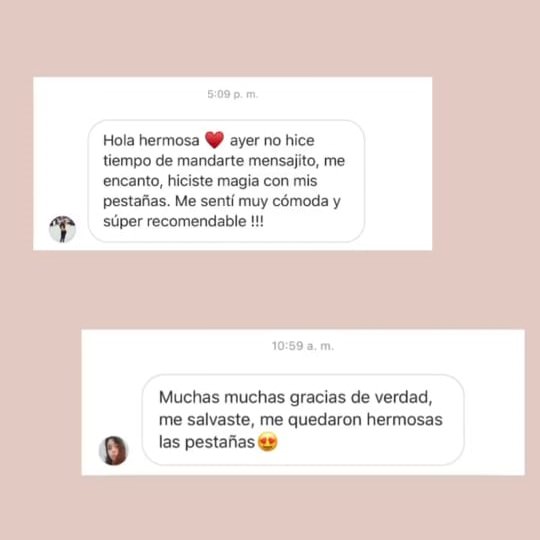 5:09 p. m.
Hola hermosa ♥️ ayer no hice
tiempo de mandarte mensajito, me
encanto, hiciste magia con mis
pestañas. Me sentí muy cómoda y
súper recomendable !!!
10:59 a. m.
Muchas muchas gracias de verdad,
me salvaste, me quedaron hermosas
las pestañas😍